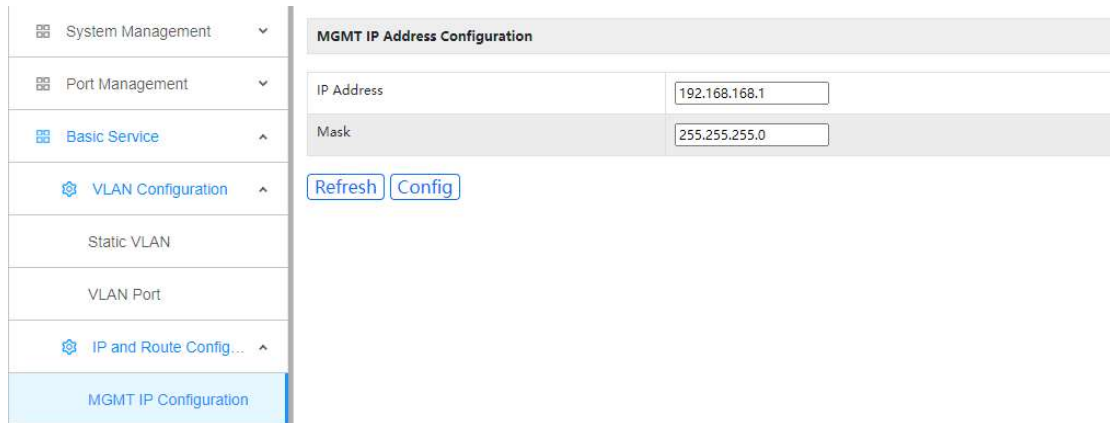 System Management
Port Management
Basic Service
VLAN Configuration
Static VLAN
VLAN Port
IP and Route Config...
MGMT IP Configuration
MGMT IP Address Configuration
IP Address 192.168.168.1
Mask 255.255.255.0
Refresh Config